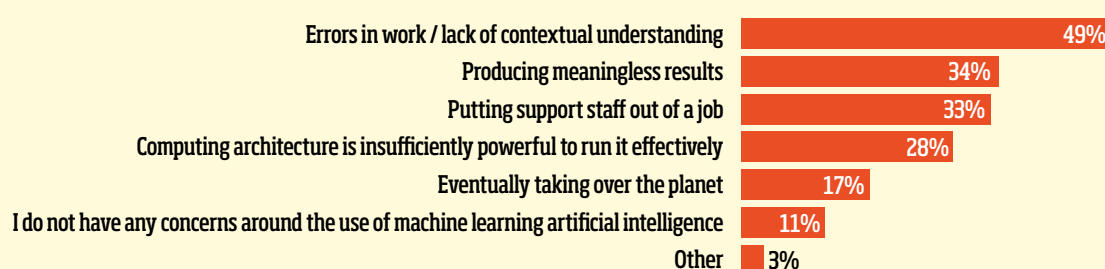 Errors in work / lack of contextual understanding 49%
Producing meaningless results 34%
Putting support staff out of a job 33%
Computing architecture is insufficiently powerful to run it effectively 28%
Eventually taking over the planet 17%
I do not have any concerns around the use of machine learning artificial intelligence 11%
Other 3%